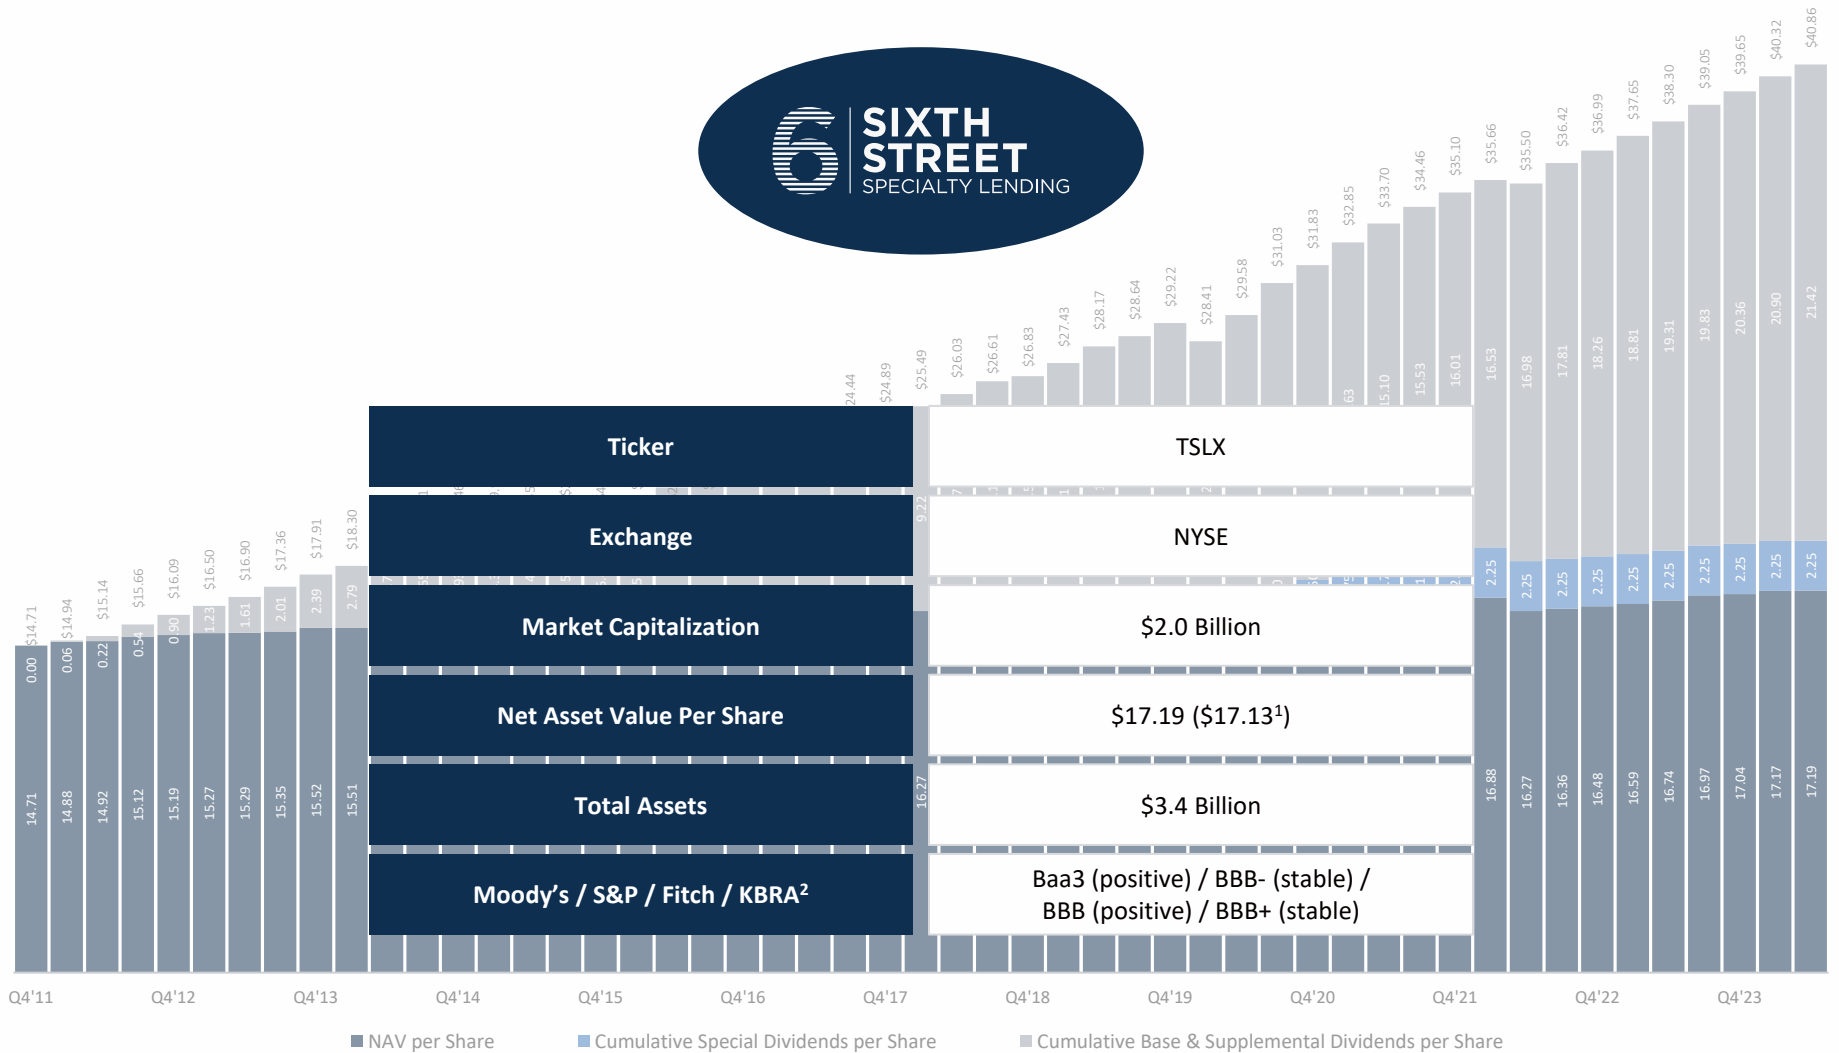 SIXTH
STREET
SPECIALTY LENDING
Ticker
TSLX
Exchange
NYSE
Market Capitalization
$2.0 Billion
Net Asset Value Per Share
$17.19 ($17.13¹)
Total Assets
$3.4 Billion
Moody's / S&P / Fitch / KBRA²
Baa3 (positive) / BBB- (stable) /
BBB (positive) / BBB+ (stable)
$14.71 $14.94 $15.14 $15.66 $16.09 $16.50 $16.90 $17.36 $17.91 $18.30
24.44 $24.89 $25.49 $26.03 $26.61 $26.83 $27.43 $28.17 $28.64 $29.22 $28.41 $29.58 $31.03 $31.83 $32.85 $33.70 $34.46 $35.10 $35.66 $35.50 $36.42 $36.99 $37.65 $38.30 $39.05 $39.65 $40.32 $40.86
0.00 0.06 0.22 0.54 0.90 1.23 1.61 2.01 2.39 2.79
9.22 15.10 15.53 16.01 16.53 16.98 17.81 18.26 18.81 19.31 19.83 20.36 20.90 21.42
2.25 2.25 2.25 2.25 2.25 2.25 2.25 2.25 2.25 2.25
14.71 14.88 14.92 15.12 15.19 15.27 15.29 15.35 15.52 15.51
16.27 16.88 16.27 16.36 16.48 16.59 16.74 16.97 17.04 17.17 17.19
Q4'11 Q4'12 Q4'13 Q4'14 Q4'15 Q4'16 Q4'17 Q4'18 Q4'19 Q4'20 Q4'21 Q4'22 Q4'23
NAV per Share
Cumulative Special Dividends per Share
Cumulative Base & Supplemental Dividends per Share